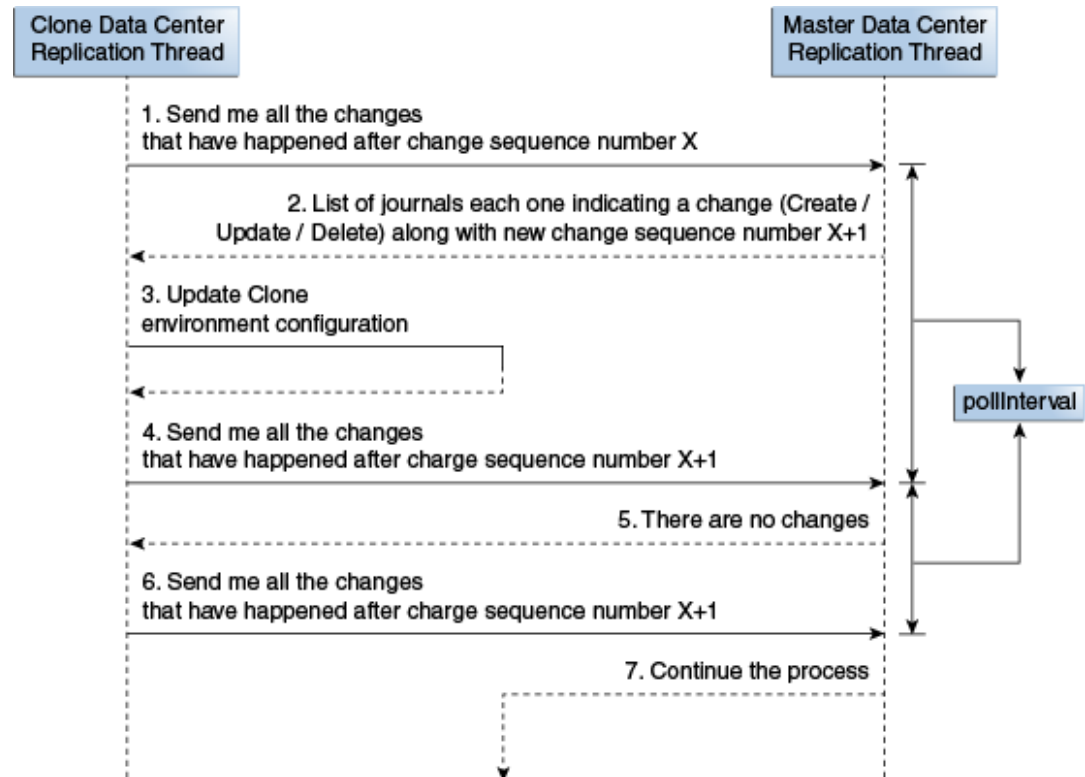 Clone Data Center
Replication Thread
Master Data Center
Replication Thread
1. Send me all the changes
that have happened after change sequence number X
2. List of journals each one indicating a change (Create /
Update / Delete) along with new change sequence number X+1
3. Update Clone
environment configuration
pollInterval
4. Send me all the changes
that have happened after charge sequence number X+1
5. There are no changes
6. Send me all the changes
that have happened after charge sequence number X+1
7. Continue the process